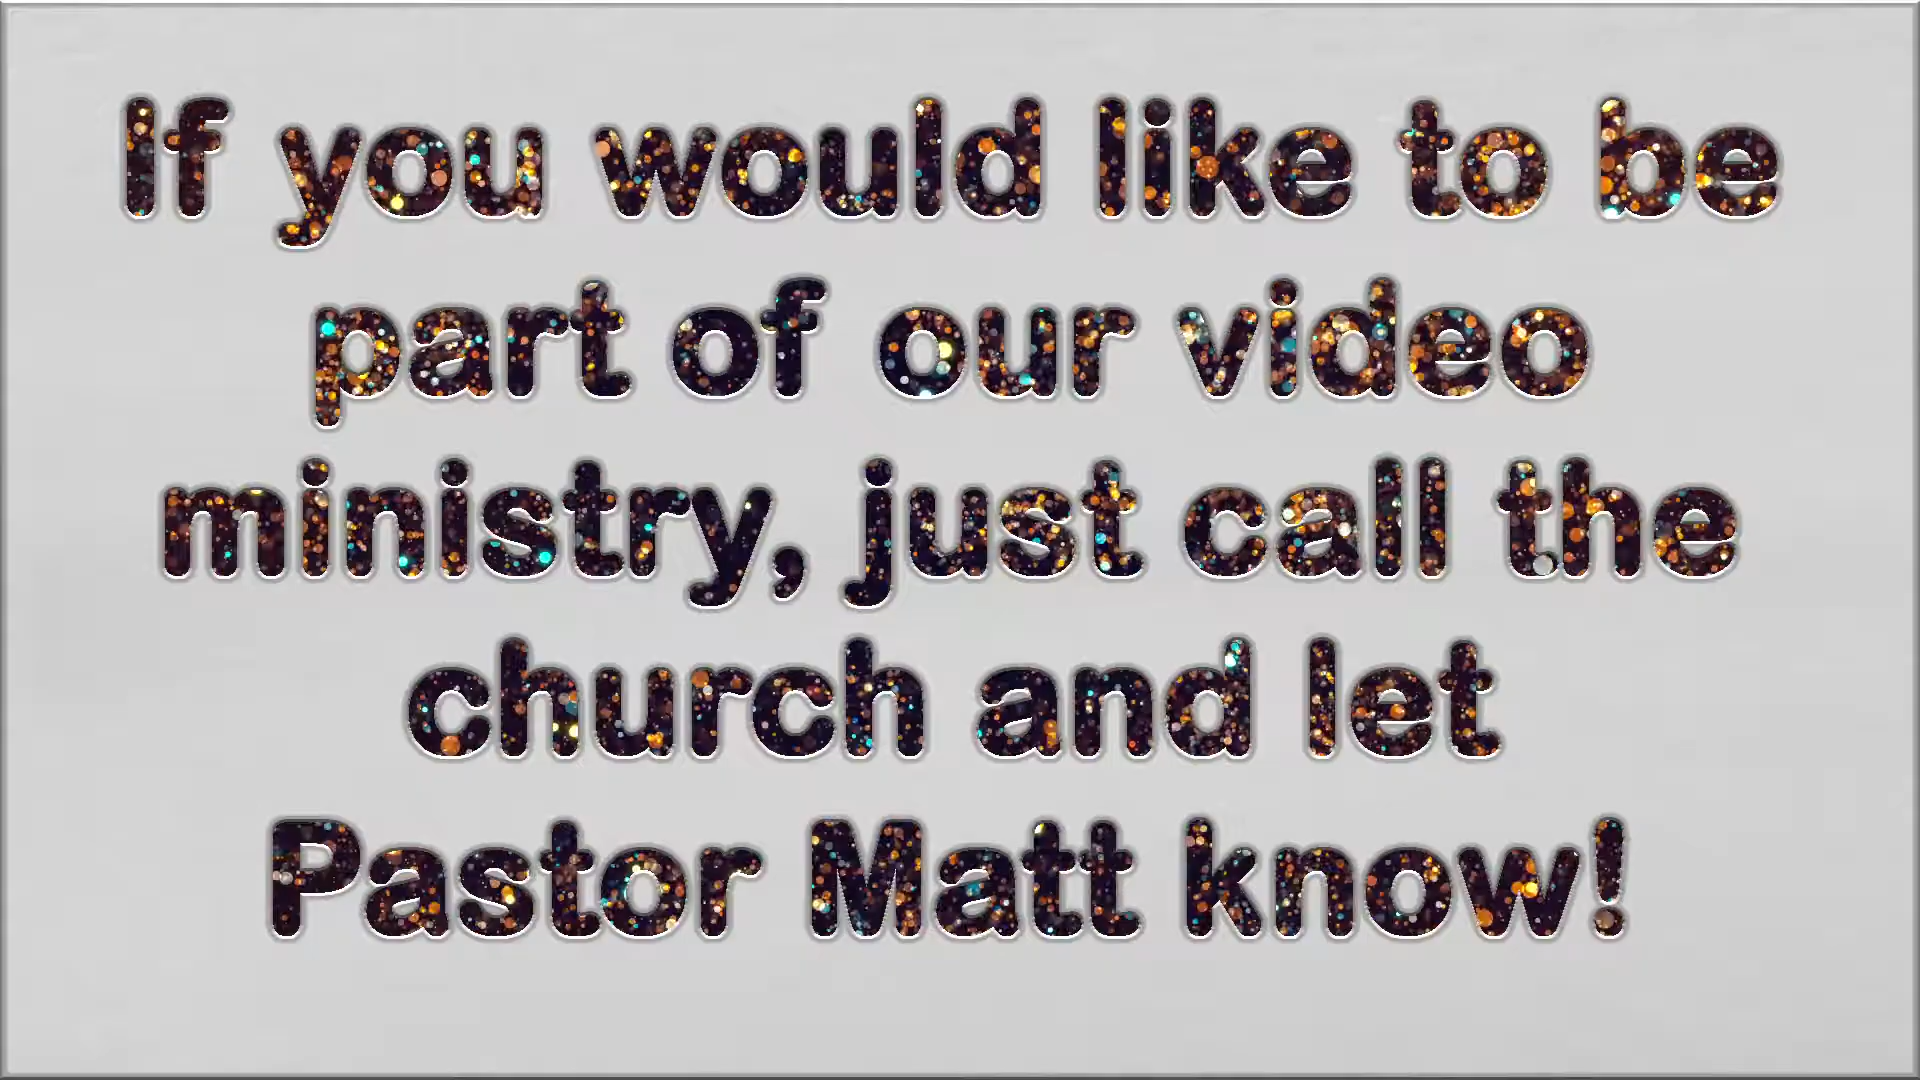 If you would like to be
part of our video
ministry, just call the
church and let
Pastor Matt know!